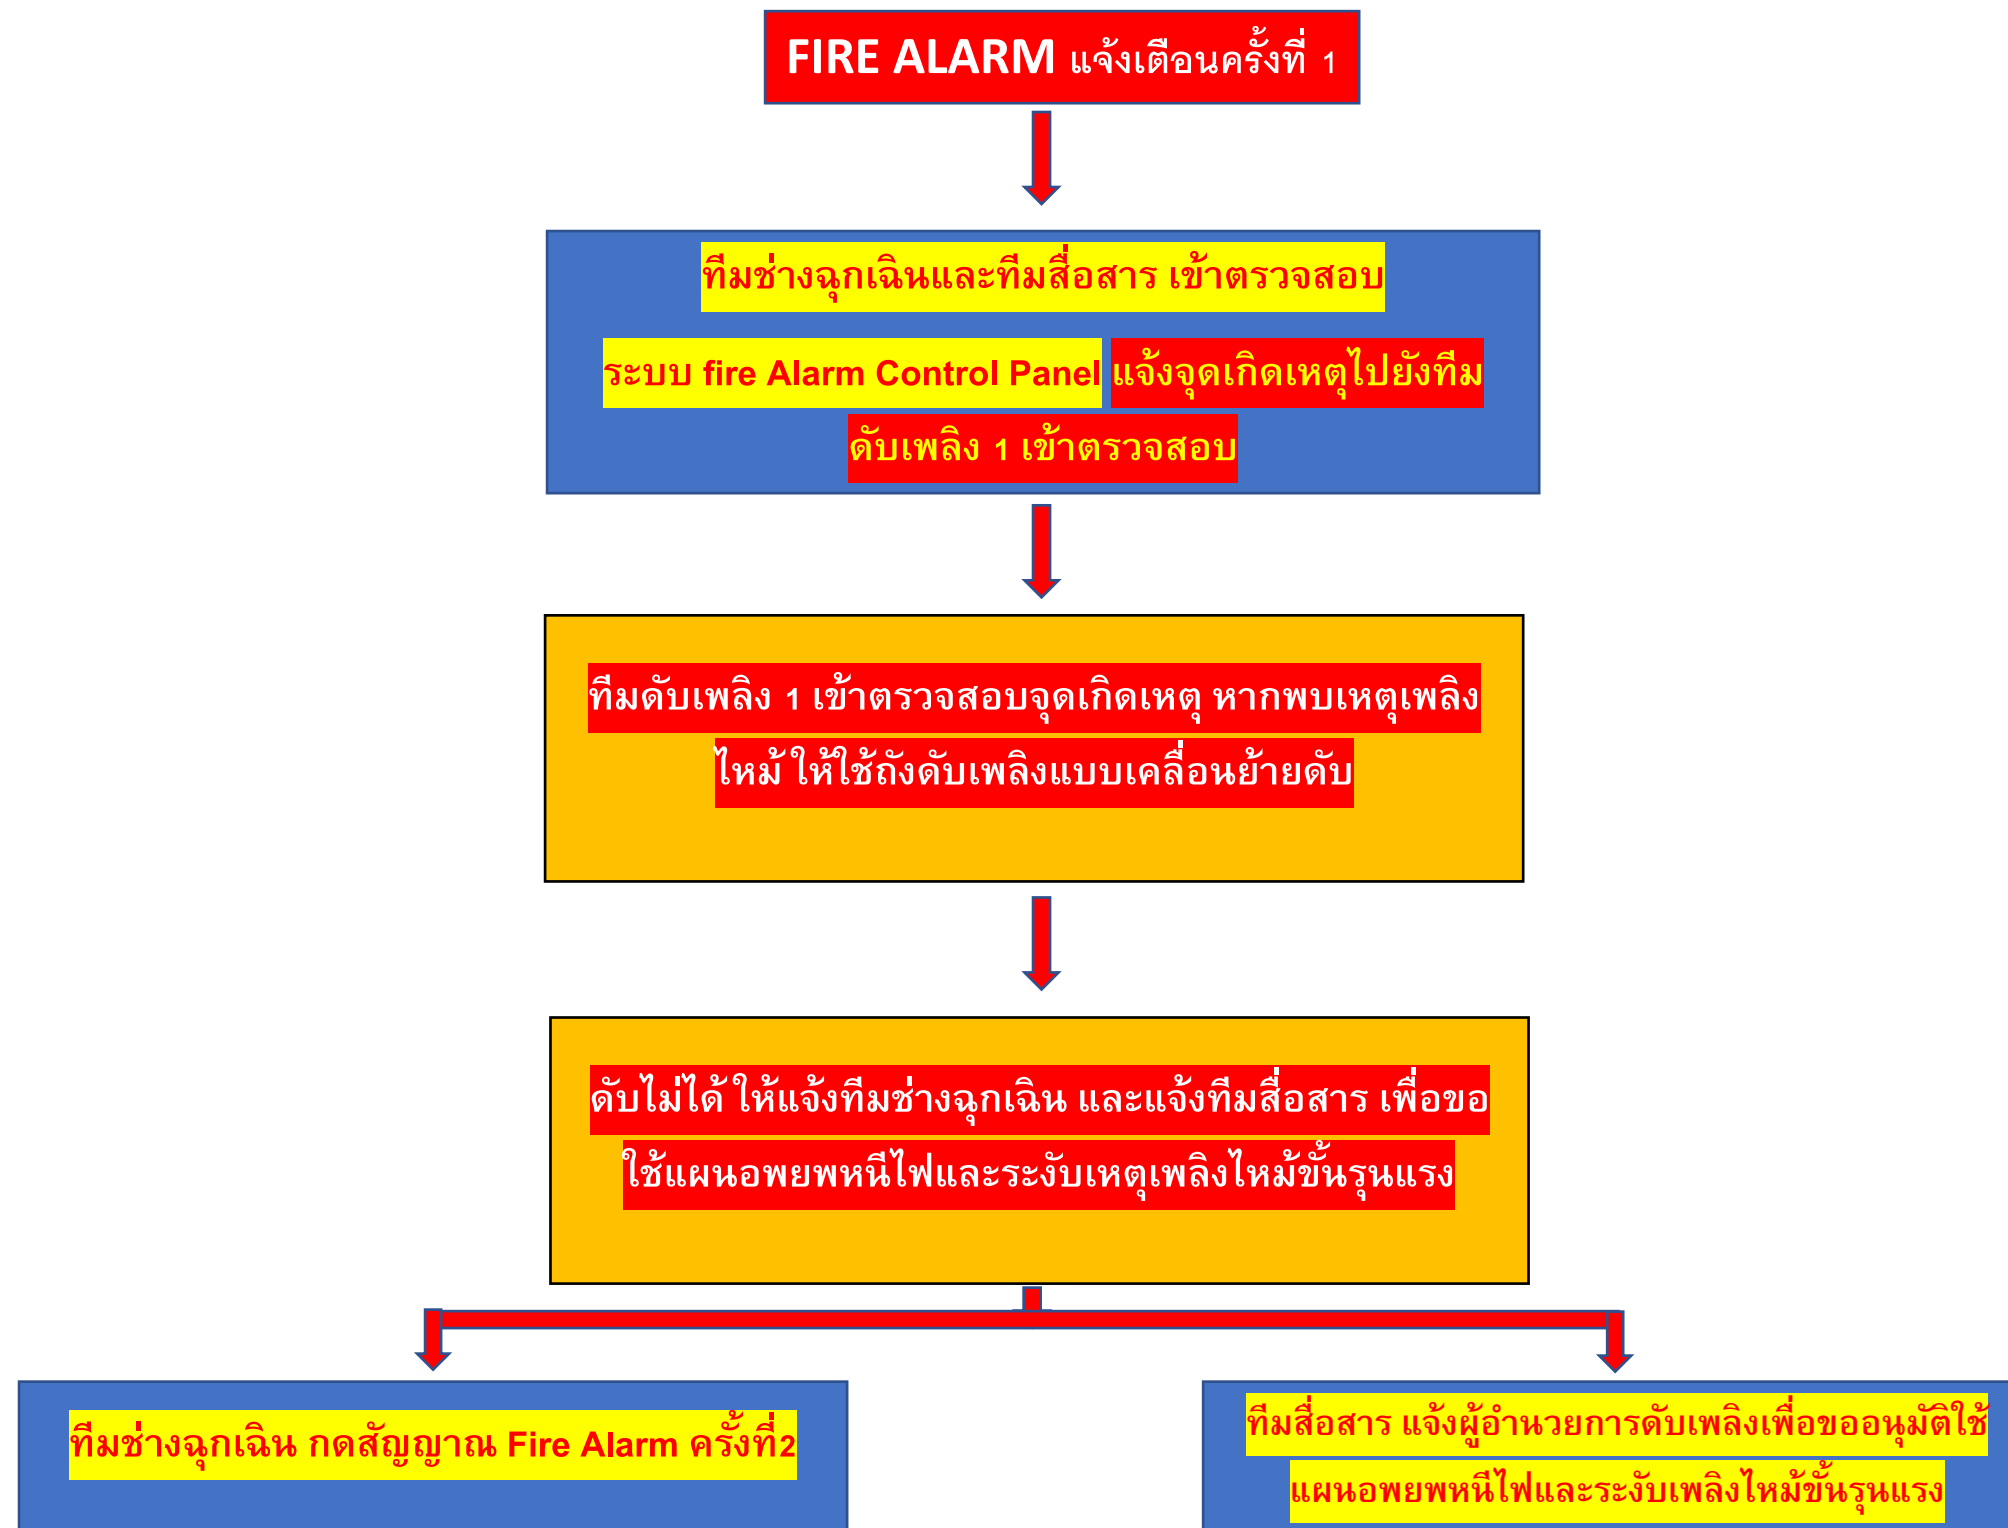 FIRE ALARM แจ้งเตือนครั้งที่ 1
ทีมช่างฉุกเฉินและทีมสื่อสาร เข้าตรวจสอบ
ระบบ fire Alarm Control Panel แจ้งจุดเกิดเหตุไปยังทีม
ดับเพลิง 1 เข้าตรวจสอบ
ทีมดับเพลิง 1 เข้าตรวจสอบจุดเกิดเหตุ หากพบเหตุเพลิง
ไหม้ ให้ใช้ถังดับเพลิงแบบเคลื่อนย้ายดับ
ดับไม่ได้ ให้แจ้งทีมช่างฉุกเฉิน และแจ้งทีมสื่อสาร เพื่อขอ
ใช้แผนอพยพหนีไฟและระงับเหตุเพลิงไหม้ขั้นรุนแรง
ทีมช่างฉุกเฉิน กดสัญญาณ Fire Alarm ครั้งที่2
ทีมสื่อสาร แจ้งผู้อำนวยการดับเพลิงเพื่อขออนุมัติใช้
แผนอพยพหนีไฟและระงับเพลิงไหม้ขั้นรุนแรง